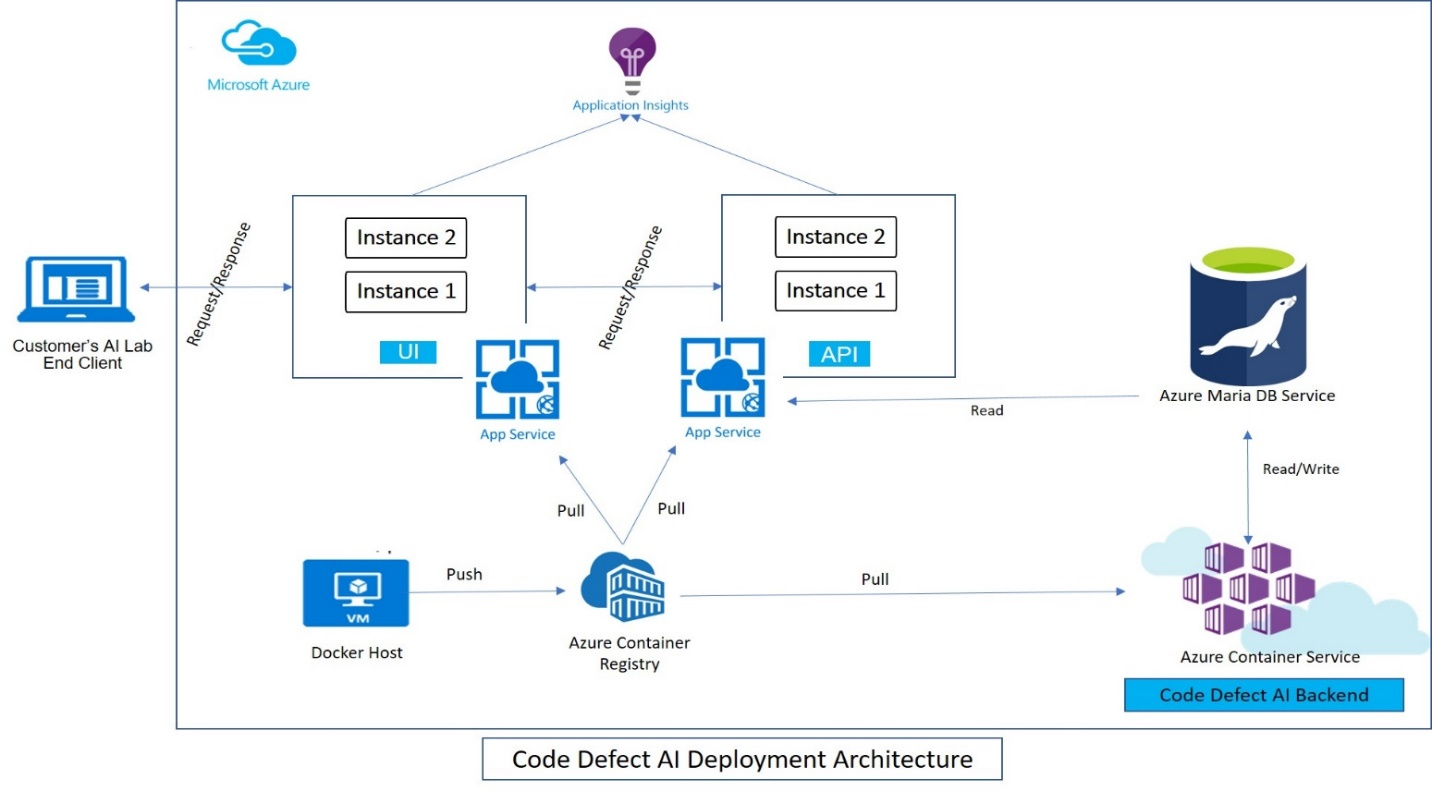 Microsoft Azure
Application Insights
Request/Response
Instance 2
Instance 1
UI
App Service
Request/Response
Instance 2
Instance 1
API
App Service
Customer's AI Lab
End Client
Azure Maria DB Service
Read
Read/Write
Pull
Pull
VM
Docker Host
Push
Azure Container
Registry
Pull
Azure Container Service
Code Defect AI Backend
Code Defect AI Deployment Architecture